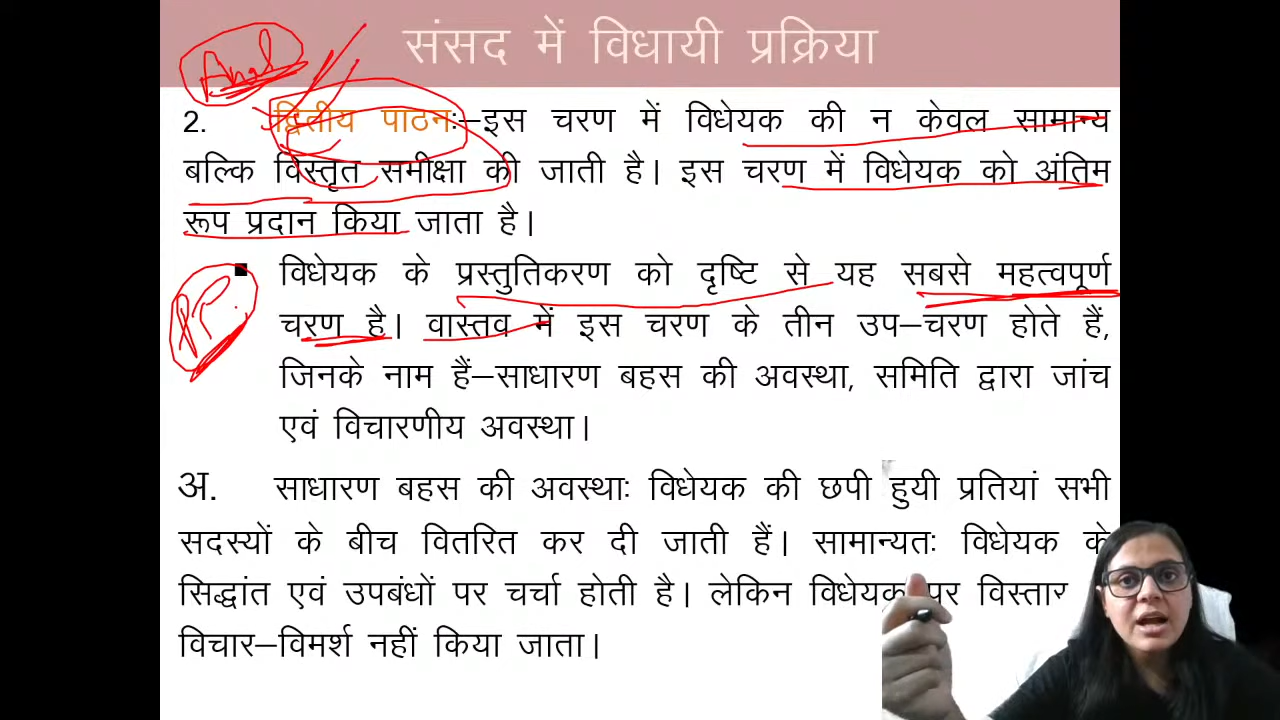 संसद में विधायी प्रक्रिया
2. द्वितीय पाठनः—इस चरण में विधेयक की न केवल सामान्य
बल्कि विस्तृत समीक्षा की जाती है। इस चरण में विधेयक को अंतिम
रूप प्रदान किया जाता है।
विधेयक के प्रस्तुतिकरण को दृष्टि से यह सबसे महत्वपूर्ण
चरण है। वास्तव में इस चरण के तीन उप—चरण होते हैं,
जिनके नाम हैं—साधारण बहस की अवस्था, समिति द्वारा जांच
एवं विचारणीय अवस्था।
अ. साधारण बहस की अवस्थाः विधेयक की छपी हुयी प्रतियां सभी
सदस्यों के बीच वितरित कर दी जाती हैं। सामान्यतः विधेयक के
सिद्धांत एवं उपबंधों पर चर्चा होती है। लेकिन विधेयक पर विस्तार
विचार—विमर्श नहीं किया जाता।